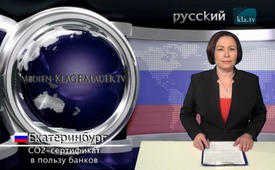 русский
kla.tv
MEDIEN-KLAGEMAUER.TV
Екатеринбург
CO2-сертификат
в пользу банков